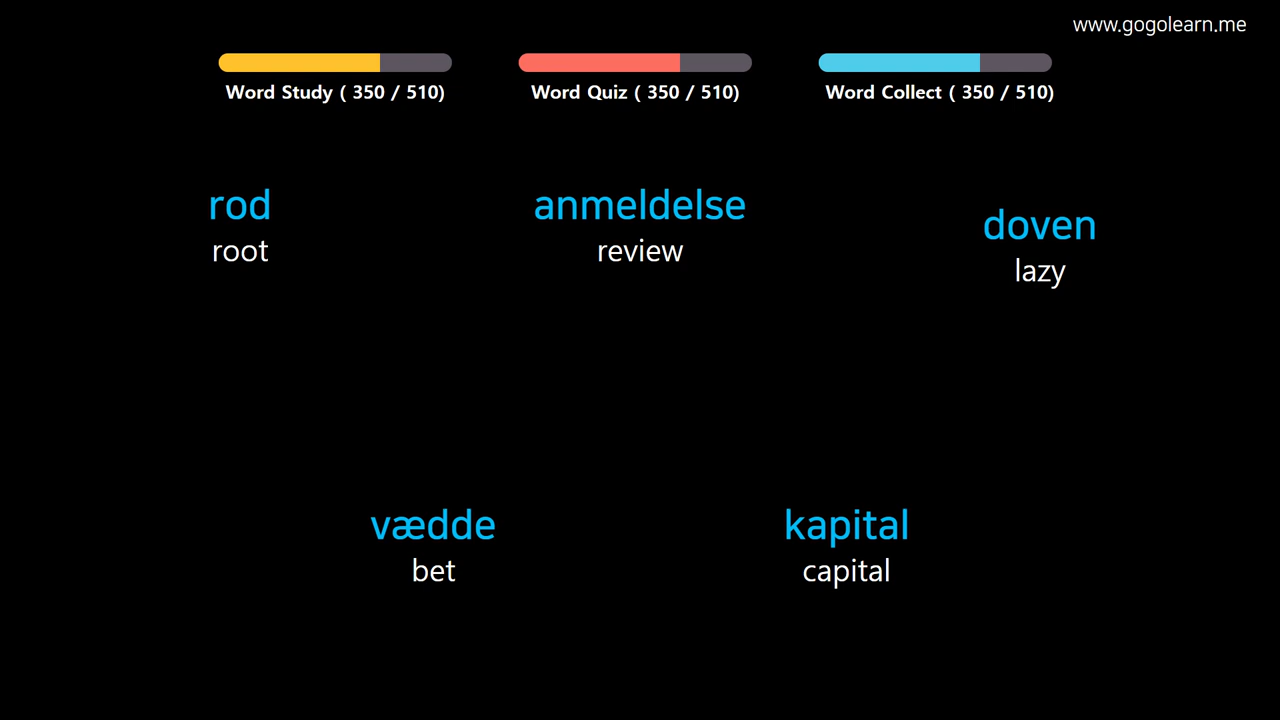 www.gogolearn.me
Word Study ( 350 / 510)
Word Quiz ( 350 / 510)
Word Collect ( 350 / 510)
rod
root
anmeldelse
review
doven
lazy
vædde
bet
kapital
capital